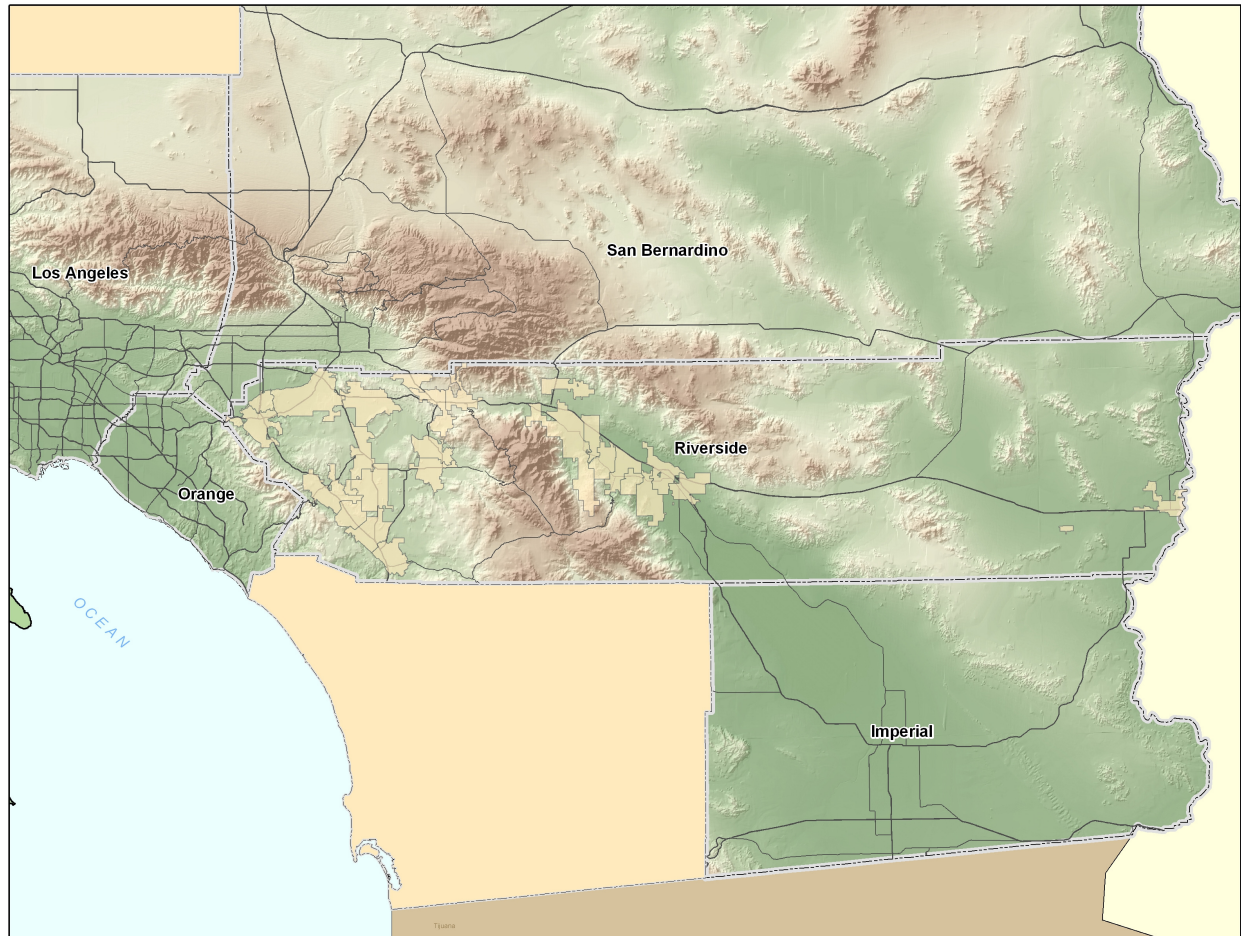 San Bernardino
Los Angeles
Riverside
Orange
OCEAN
Imperial
Tijuana